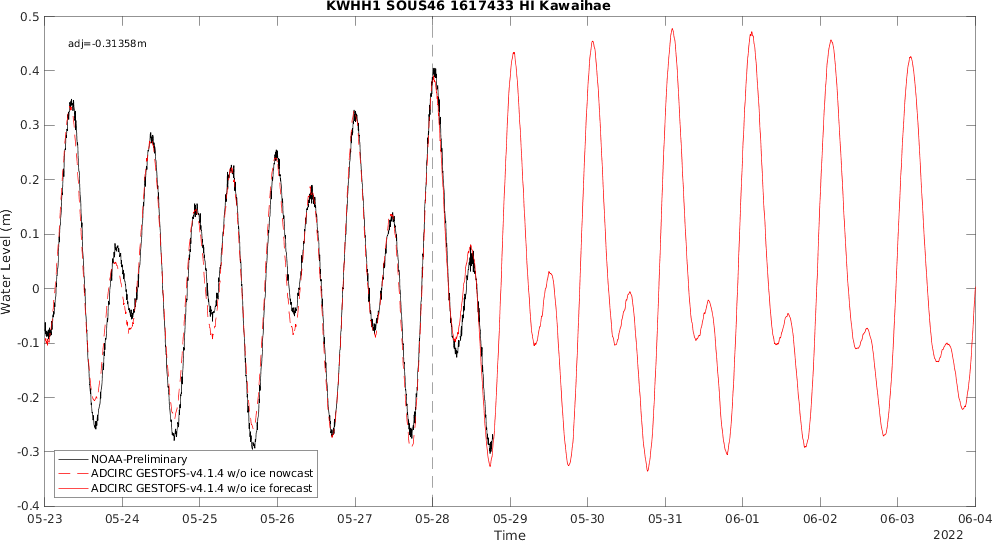 KWHH1 SOUS46 1617433 HI Kawaihae
adj=-0.31358m
0.5
0.4
0.3
0.2
0.1
0
-0.1
-0.2
-0.3
-0.4
Water Level (m)
NOAA-Preliminary
ADCIRC GESTOFS-v4.1.4 w/o ice nowcast
ADCIRC GESTOFS-v4.1.4 w/o ice forecast
05-23 05-24 05-25 05-26 05-27 05-28 05-29 05-30 05-31 06-01 06-02 06-03 06-04
Time
2022